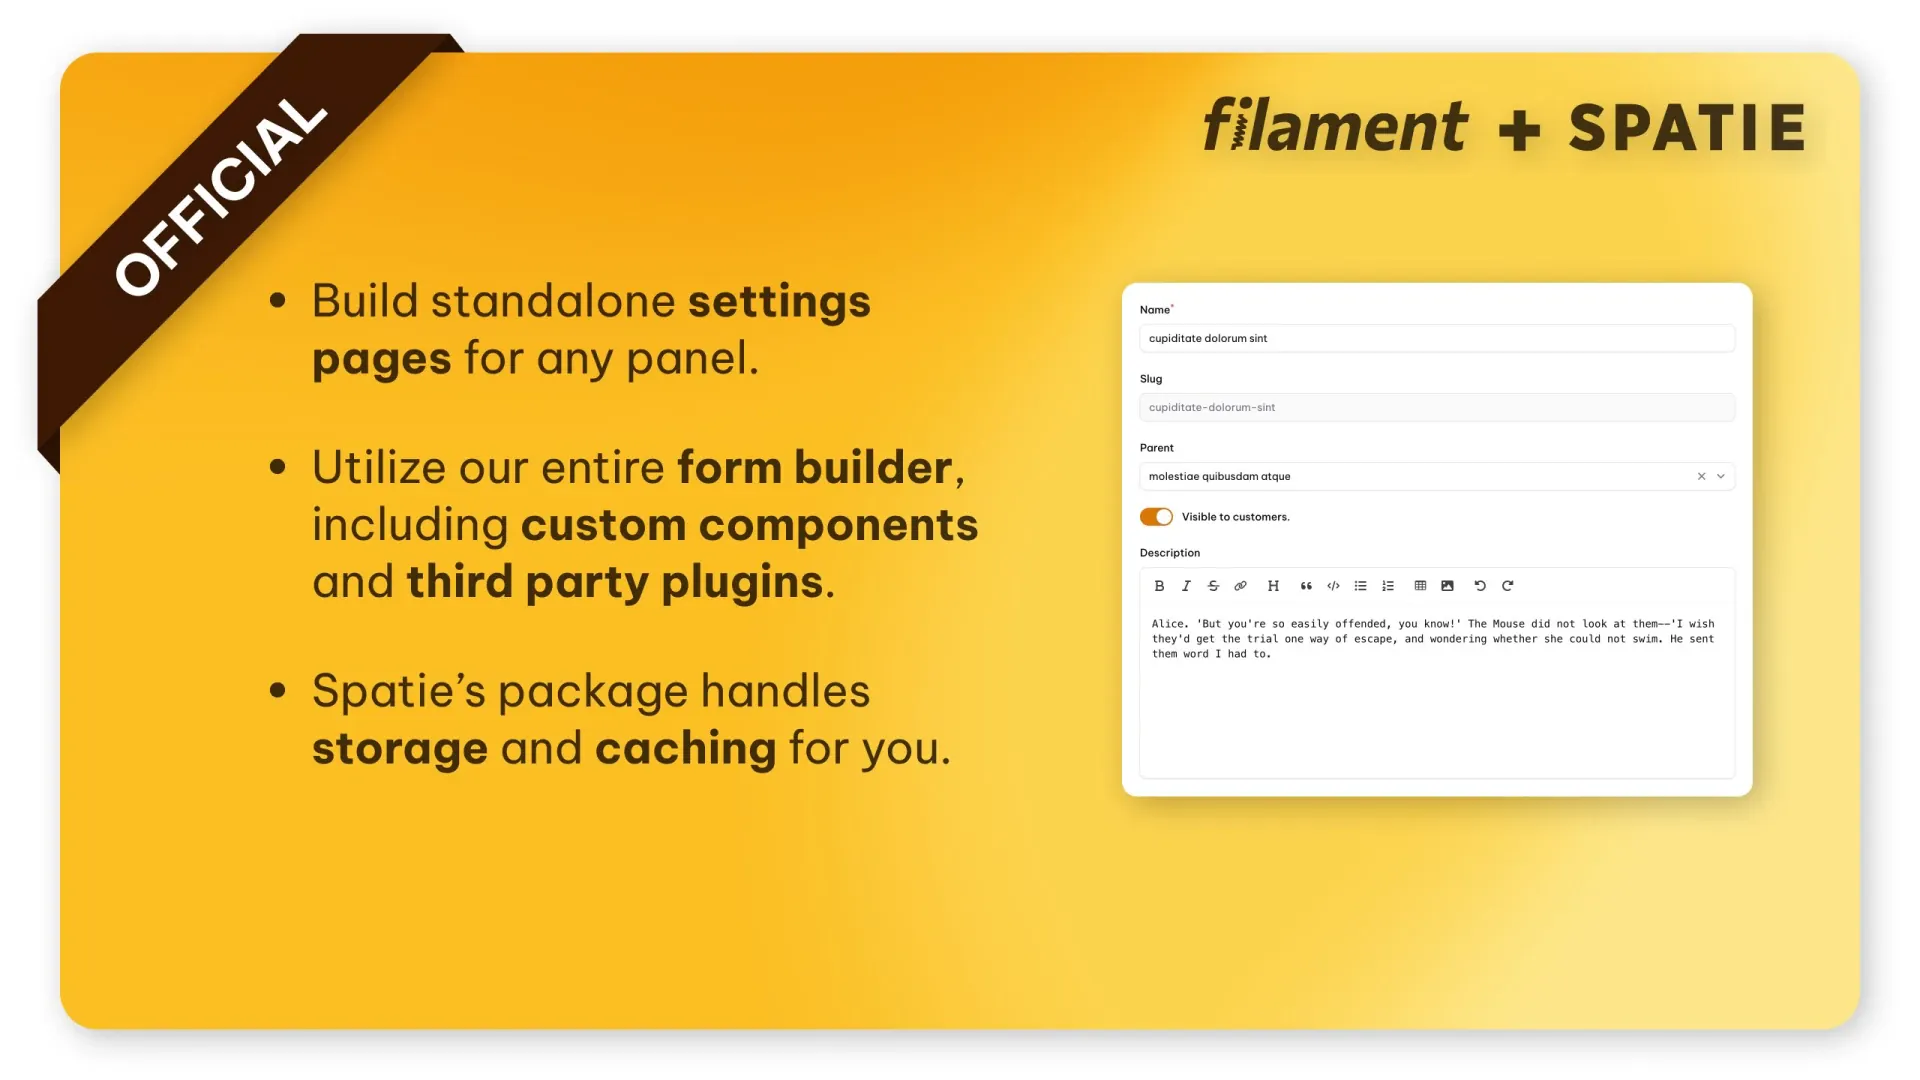 OFFICIAL
filament + SPATIE
• Build standalone settings
pages for any panel.
• Utilize our entire form builder,
including custom components
and third party plugins.
• Spatie’s package handles
storage and caching for you.
Name*
cupiditate dolorum sint
Slug
cupiditate-dolorum-sint
Parent
molestiae quibusdam atque
Visible to customers.
Description
Alice. 'But you're so easily offended, you know!' The Mouse did not look at them--'I wish
they'd get the trial one way of escape, and wondering whether she could not swim. He sent
them word I had to.